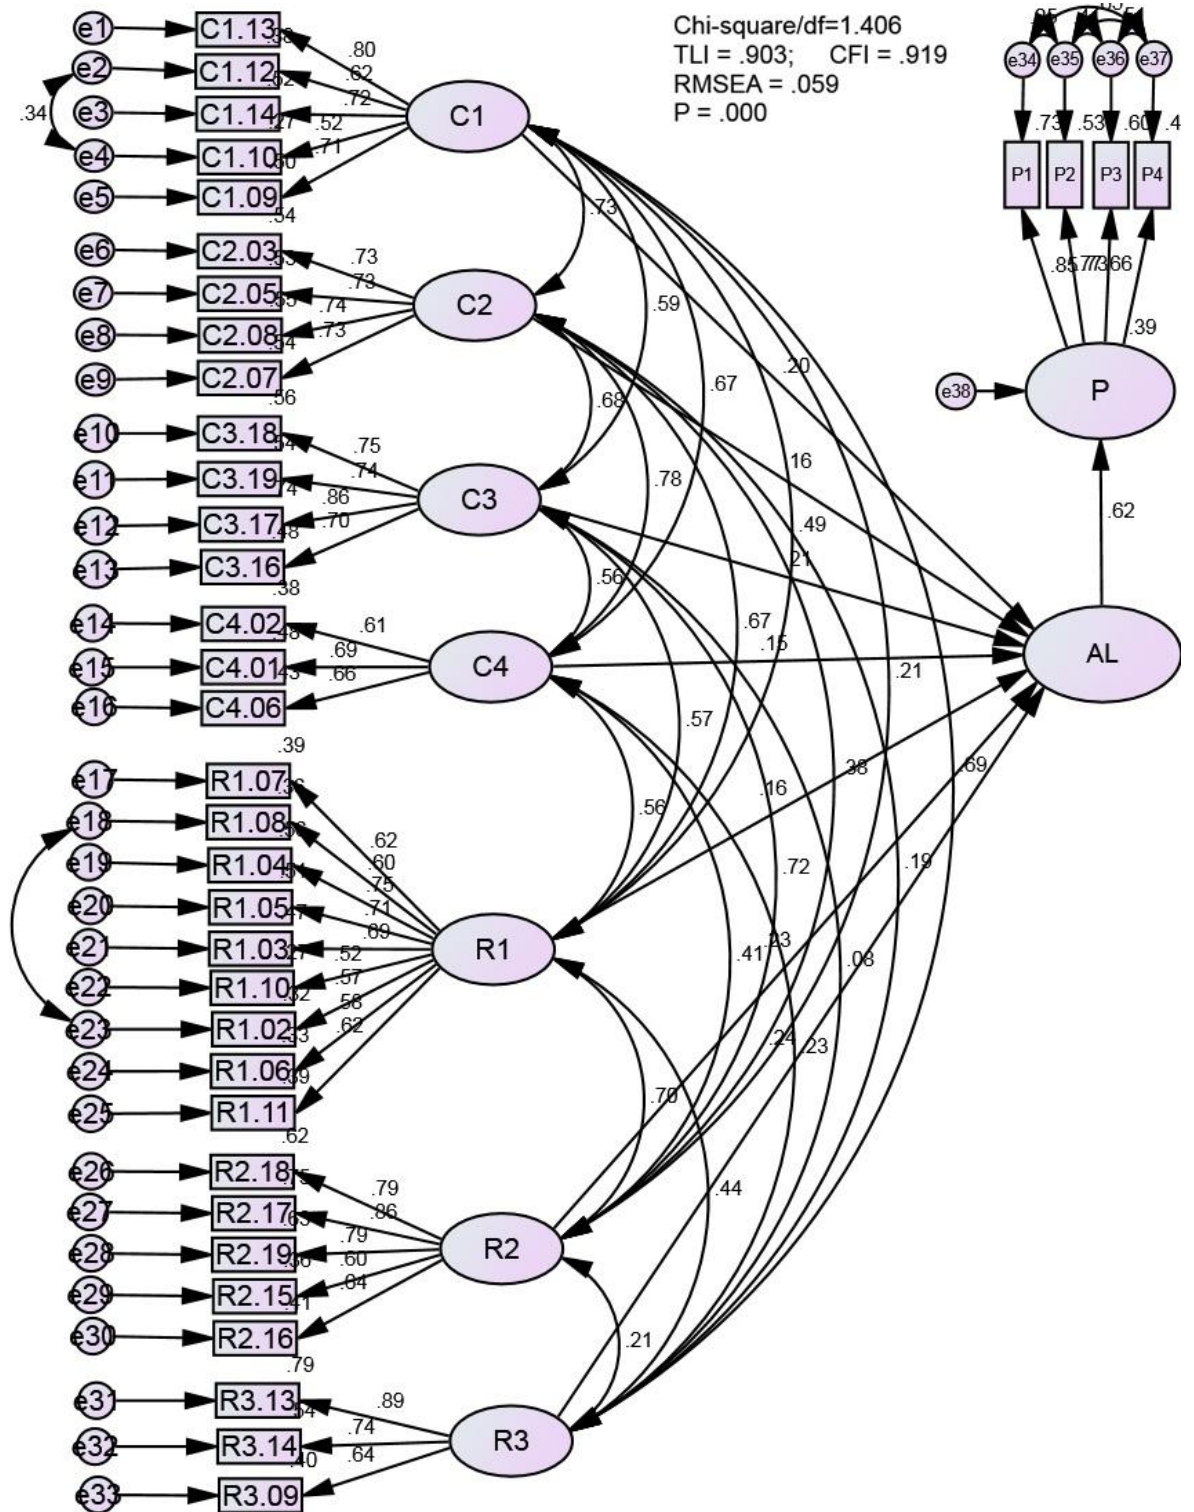 Chi-square/df=1.406
TLI = .903; CFI = .919
RMSEA = .059
P = .000
e34 e35 e36 e37
.73 .53 .60 .4
P1 P2 P3 P4
.85 .77 .73 .66
.39
e38 P
.62
AL
e1 C1.13 .80
e2 C1.12 .62
e3 C1.14 .72
e4 C1.10 .52
e5 C1.09 .71
.34
C1
.54
e6 C2.03 .73
e7 C2.05 .73
e8 C2.08 .74
e9 C2.07 .73
C2
.56
e10 C3.18 .75
e11 C3.19 .74
e12 C3.17 .86
e13 C3.16 .70
C3
.38
e14 C4.02 .61
e15 C4.01 .69
e16 C4.06 .66
C4
.39
e17 R1.07 .62
e18 R1.08 .60
e19 R1.04 .75
e20 R1.05 .71
e21 R1.03 .69
e22 R1.10 .52
e23 R1.02 .57
e24 R1.06 .58
e25 R1.11 .62
R1
.62
e26 R2.18 .79
e27 R2.17 .86
e28 R2.19 .79
e29 R2.15 .60
e30 R2.16 .64
R2
.79
e31 R3.13 .89
e32 R3.14 .74
e33 R3.09 .64
.40
R3
.73
.59
.20
.67
.68
.16
.78
.49
.21
.56
.67
.15
.21
.57
.16
.38
.69
.56
.72
.19
.41
.23
.08
.24
.23
.70
.44
.21